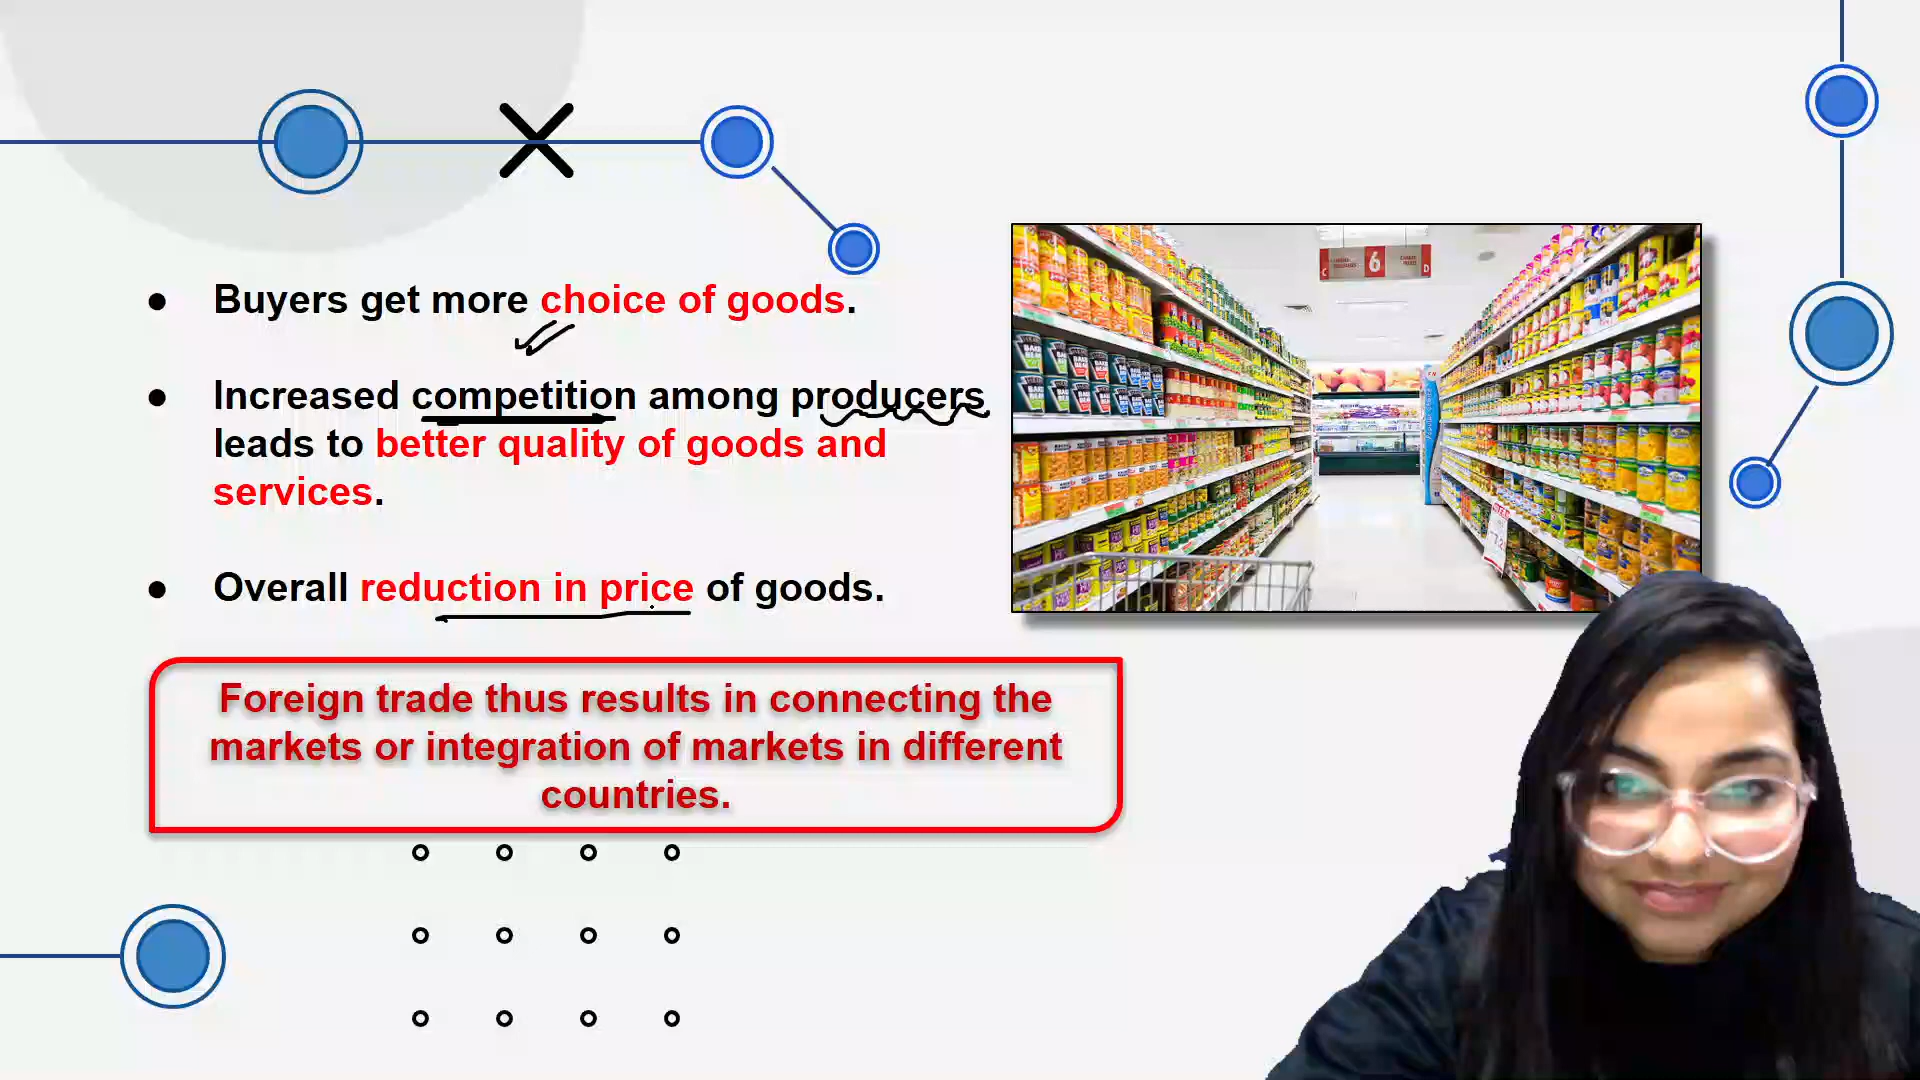 ● Buyers get more choice of goods.
● Increased competition among producers
leads to better quality of goods and
services.
● Overall reduction in price of goods.
Foreign trade thus results in connecting the
markets or integration of markets in different
countries.
6
C
D